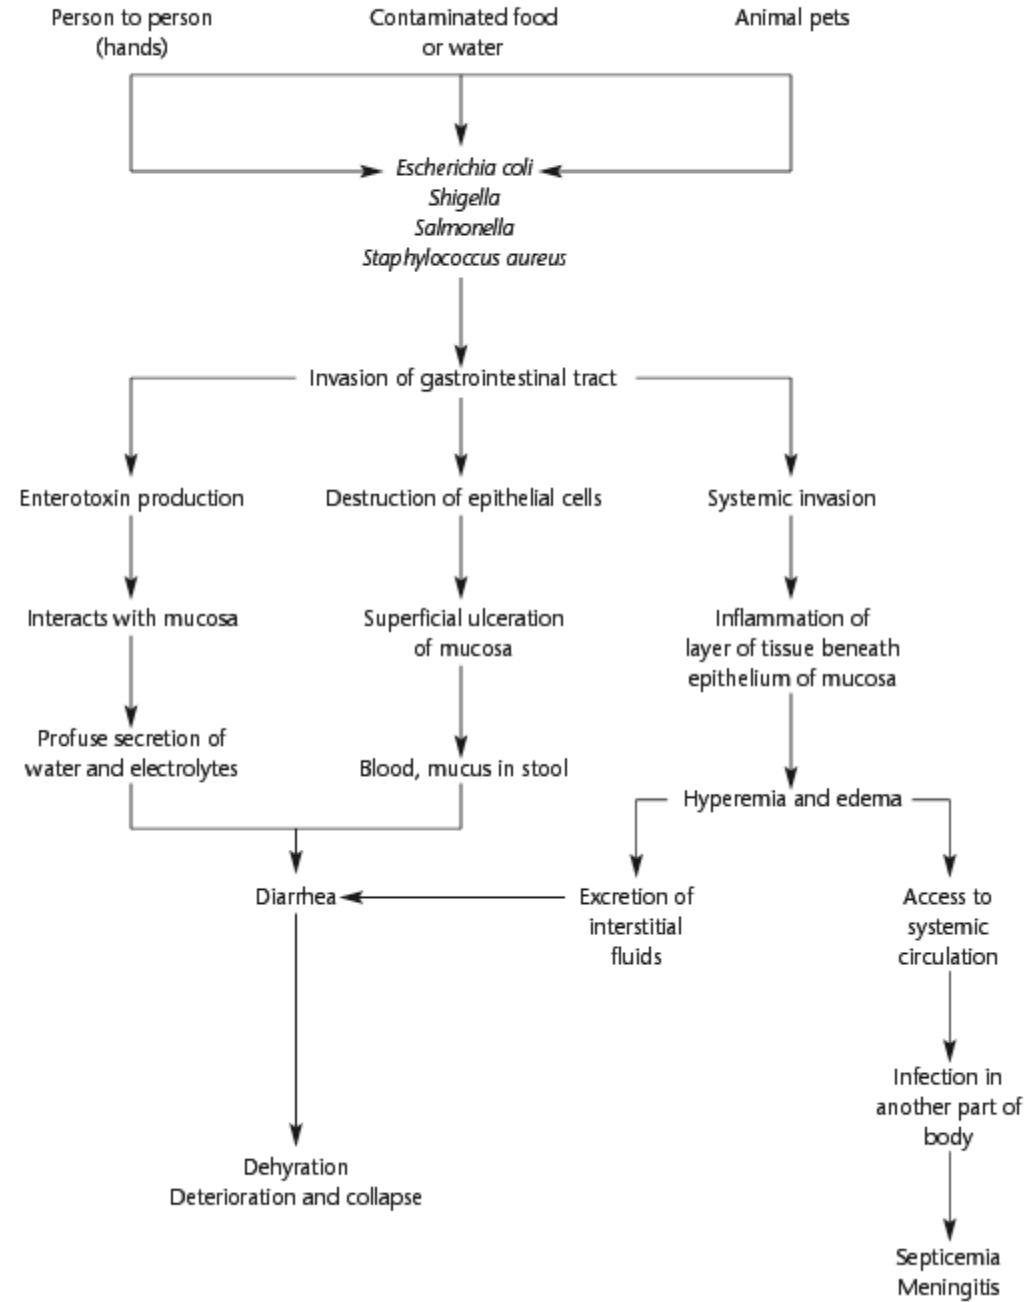 Person to person
(hands)
Contaminated food
or water
Animal pets
Escherichia coli
Shigella
Salmonella
Staphylococcus aureus
Invasion of gastrointestinal tract
Enterotoxin production
Destruction of epithelial cells
Systemic invasion
Interacts with mucosa
Superficial ulceration
of mucosa
Inflammation of
layer of tissue beneath
epithelium of mucosa
Profuse secretion of
water and electrolytes
Blood, mucus in stool
Hyperemia and edema
Diarrhea
Excretion of
interstitial
fluids
Access to
systemic
circulation
Infection in
another part of
body
Dehyration
Deterioration and collapse
Septicemia
Meningitis